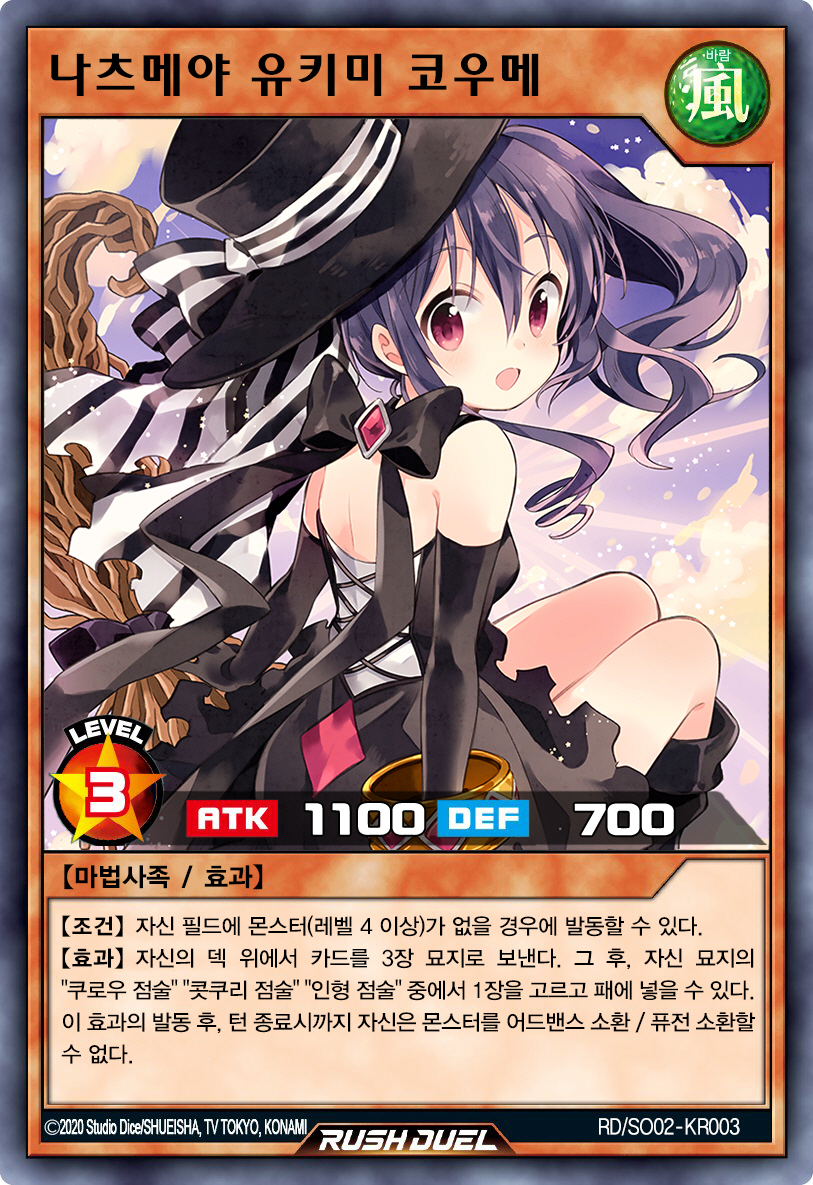 나츠메야 유키미 코우메
바람
風
LEVEL
3
ATK 1100 DEF 700
【마법사족 / 효과】
【조건】 자신 필드에 몬스터(레벨 4 이상)가 없을 경우에 발동할 수 있다.
【효과】 자신의 덱 위에서 카드를 3장 묘지로 보낸다. 그 후, 자신 묘지의
"쿠로우 점술" "콧쿠리 점술" "인형 점술" 중에서 1장을 고르고 패에 넣을 수 있다.
이 효과의 발동 후, 턴 종료시까지 자신은 몬스터를 어드밴스 소환 / 퓨전 소환할
수 없다.
©2020 Studio Dice/SHUEISHA, TV TOKYO, KONAMI
RUSH DUEL
RD/SO02-KR003